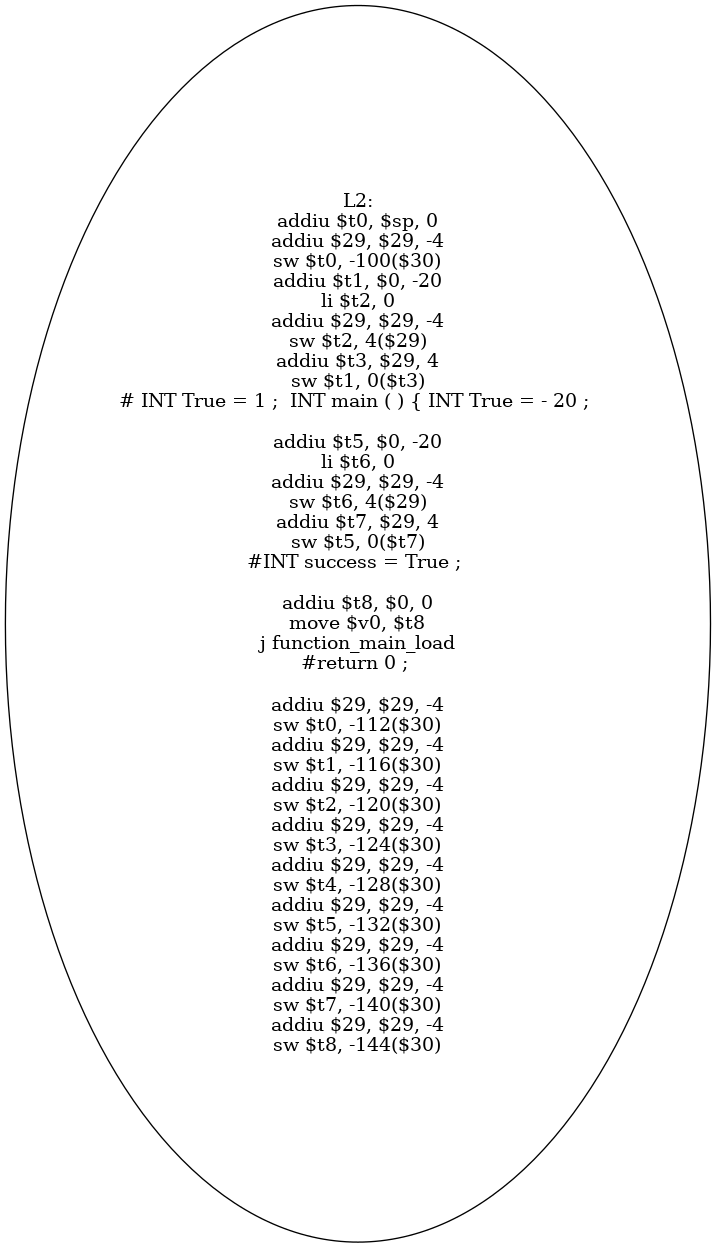 L2:
addiu $t0, $sp, 0
addiu $29, $29, -4
sw $t0, -100($30)
addiu $t1, $0, -20
li $t2, 0
addiu $29, $29, -4
sw $t2, 4($29)
addiu $t3, $29, 4
sw $t1, 0($t3)
# INT True = 1 ;  INT main ( ) { INT True = - 20 ;
addiu $t5, $0, -20
li $t6, 0
addiu $29, $29, -4
sw $t6, 4($29)
addiu $t7, $29, 4
sw $t5, 0($t7)
#INT success = True ;
addiu $t8, $0, 0
move $v0, $t8
j function_main_load
#return 0 ;
addiu $29, $29, -4
sw $t0, -112($30)
addiu $29, $29, -4
sw $t1, -116($30)
addiu $29, $29, -4
sw $t2, -120($30)
addiu $29, $29, -4
sw $t3, -124($30)
addiu $29, $29, -4
sw $t4, -128($30)
addiu $29, $29, -4
sw $t5, -132($30)
addiu $29, $29, -4
sw $t6, -136($30)
addiu $29, $29, -4
sw $t7, -140($30)
addiu $29, $29, -4
sw $t8, -144($30)